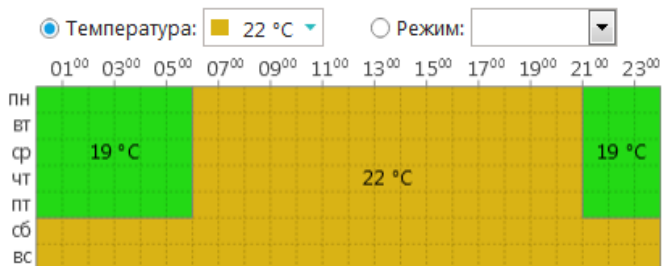 Температура: 22 °C Режим:
01⁰⁰ 03⁰⁰ 05⁰⁰ 07⁰⁰ 09⁰⁰ 11⁰⁰ 13⁰⁰ 15⁰⁰ 17⁰⁰ 19⁰⁰ 21⁰⁰ 23⁰⁰
пн
вт
ср 19 °C 19 °C
чт 22 °C
пт
сб
вс